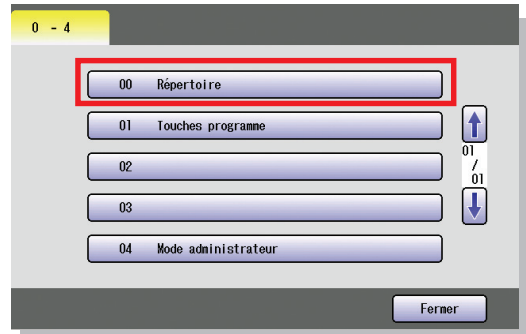 0 - 4
00 Répertoire
01 Touches programme
02
03
04 Mode administrateur
01
/
01
Fermer